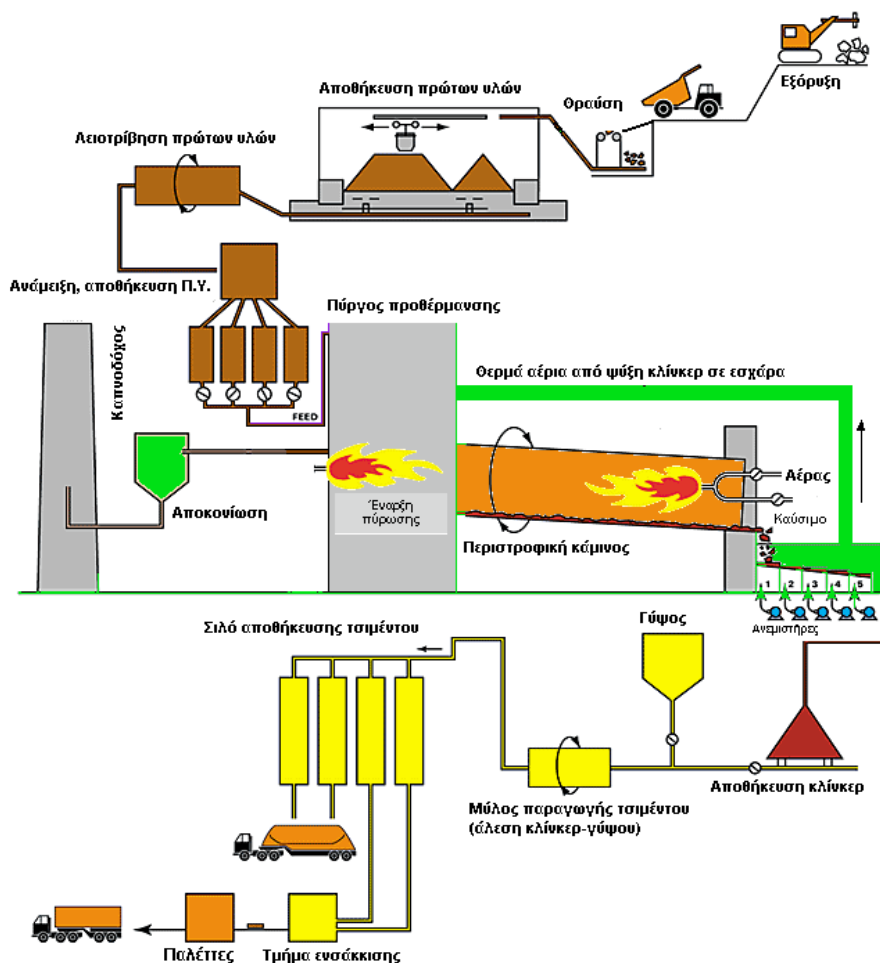 Εξόρυξη
Θραύση
Αποθήκευση πρώτων υλών
Λειοτρίβηση πρώτων υλών
Ανάμειξη, αποθήκευση Π.Υ.
Πύργος προθέρμανσης
Καπνοδόχος
FEED
Θερμά αέρια από ψύξη κλίνκερ σε εσχάρα
Αποκονίωση
Έναρξη
πύρωσης
Αέρας
Καύσιμο
Περιστροφική κάμινος
1 2 3 4 5
Ανεμιστήρες
Σιλό αποθήκευσης τσιμέντου
Γύψος
Αποθήκευση κλίνκερ
Μύλος παραγωγής τσιμέντου
(άλεση κλίνκερ-γύψου)
Παλέττες
Τμήμα ενσάκκισης